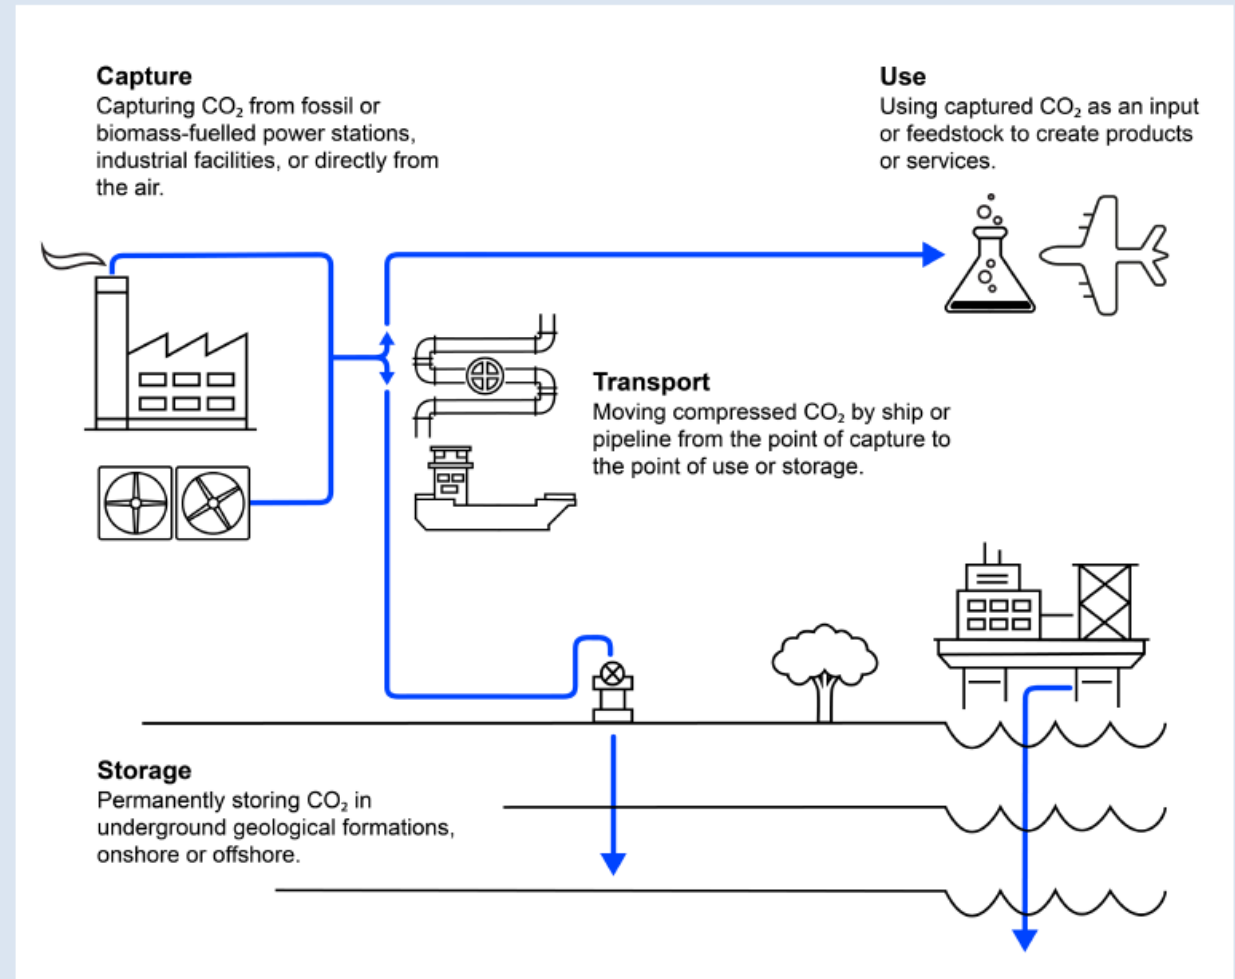 Capture
Capturing CO₂ from fossil or
biomass-fuelled power stations,
industrial facilities, or directly from
the air.
Use
Using captured CO₂ as an input
or feedstock to create products
or services.
Transport
Moving compressed CO₂ by ship or
pipeline from the point of capture to
the point of use or storage.
Storage
Permanently storing CO₂ in
underground geological formations,
onshore or offshore.